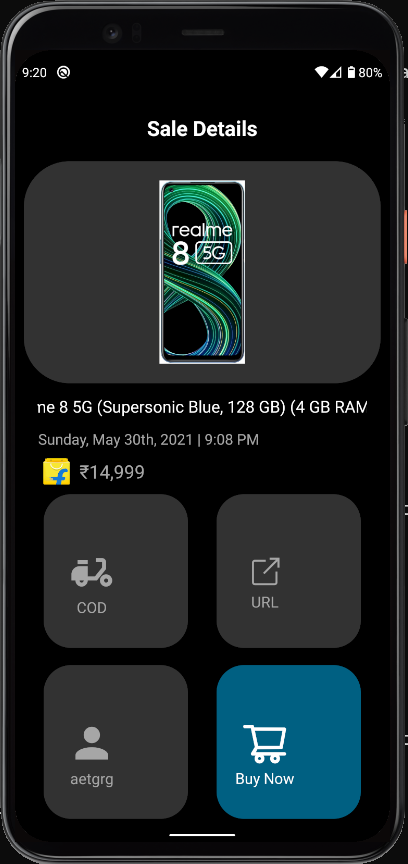 9:20
80%
Sale Details
realme
8 5G
ne 8 5G (Supersonic Blue, 128 GB) (4 GB RAM
Sunday, May 30th, 2021 | 9:08 PM
₹14,999
COD
URL
aetgrg
Buy Now